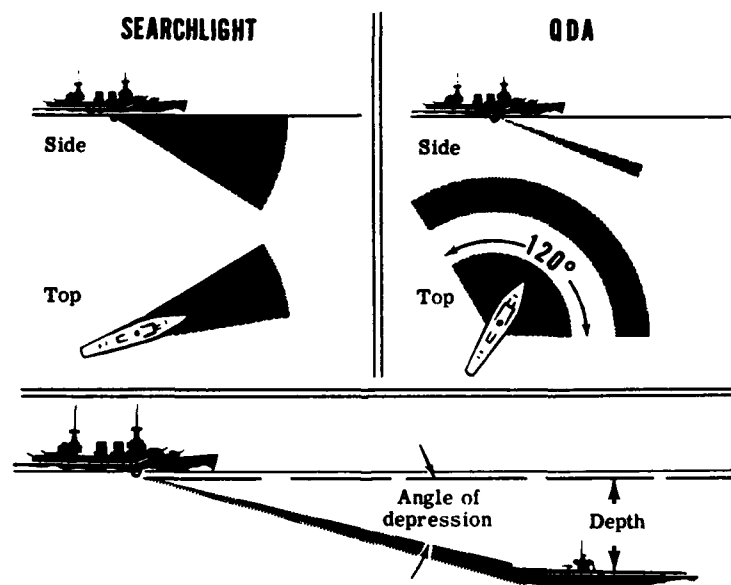 SEARCHLIGHT
QDA
Side
Side
120°
Top
Top
Angle of
depression
Depth